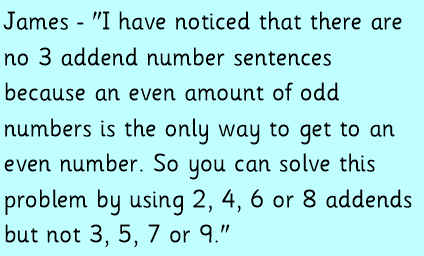 James - "I have noticed that there are
no 3 addend number sentences
because an even amount of odd
numbers is the only way to get to an
even number. So you can solve this
problem by using 2, 4, 6 or 8 addends
but not 3, 5, 7 or 9."